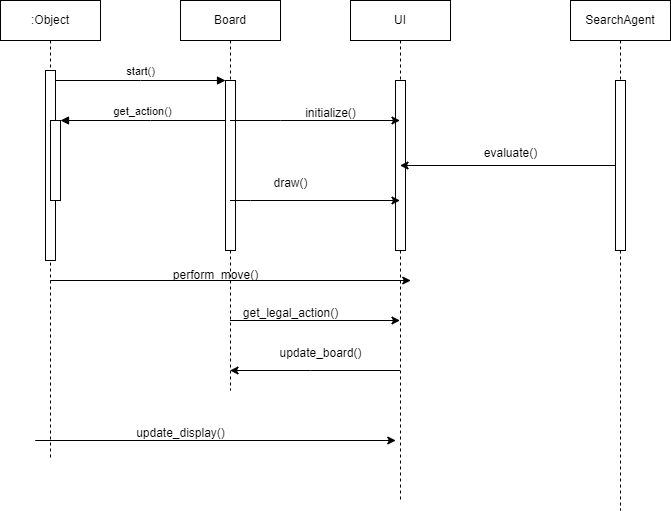 :Object
Board
UI
SearchAgent
start()
get_action()
initialize()
evaluate()
draw()
perform_move()
get_legal_action()
update_board()
update_display()